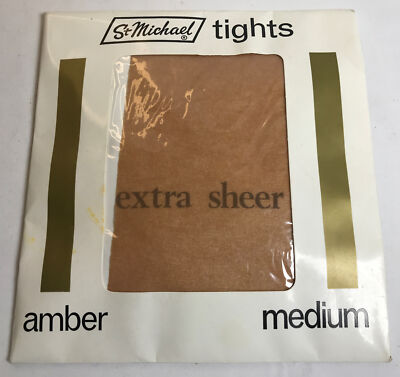 St Michael® tights
extra sheer
amber medium